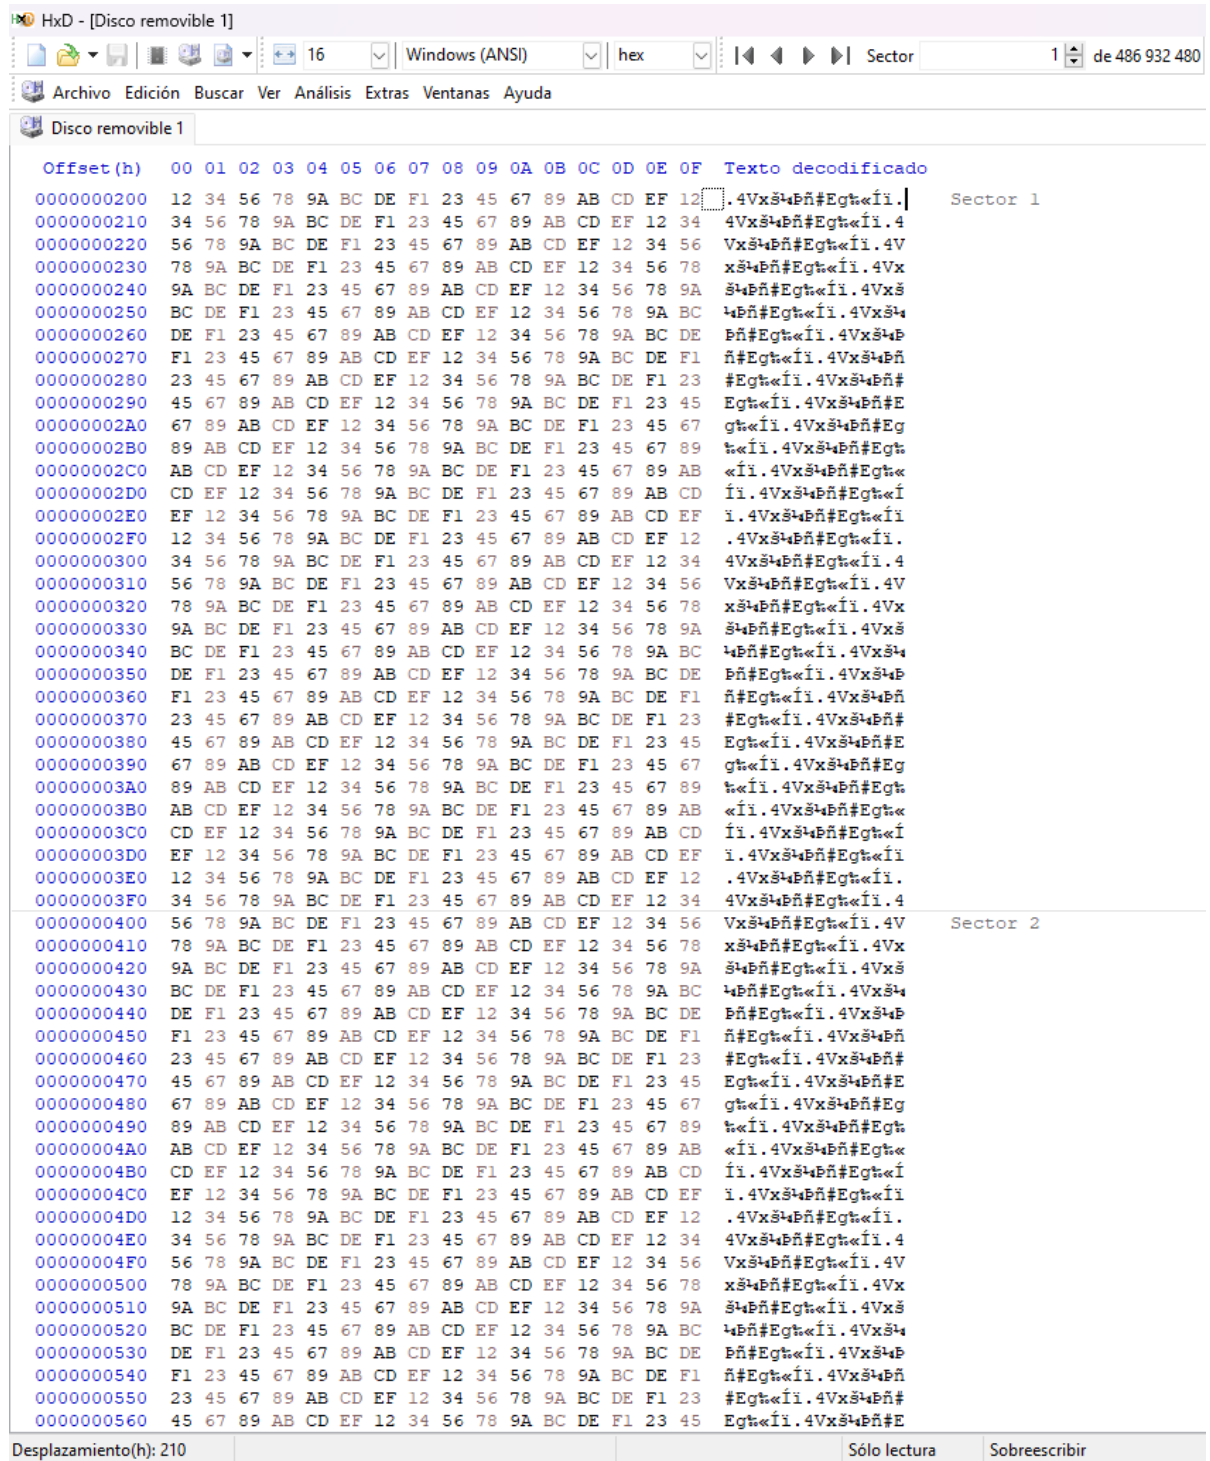 HxD - [Disco removible 1]
16 Windows (ANSI) hex Sector 1 de 486 932 480
Archivo Edición Buscar Ver Análisis Extras Ventanas Ayuda
Disco removible 1
Offset(h) 00 01 02 03 04 05 06 07 08 09 0A 0B 0C 0D 0E 0F Texto decodificado
0000000200 12 34 56 78 9A BC DE F1 23 45 67 89 AB CD EF 12 .4Vxš¼Þñ#Eg‰«Íï. Sector 1
0000000210 34 56 78 9A BC DE F1 23 45 67 89 AB CD EF 12 34 4Vxš¼Þñ#Eg‰«Íï.4
0000000220 56 78 9A BC DE F1 23 45 67 89 AB CD EF 12 34 56 Vxš¼Þñ#Eg‰«Íï.4V
0000000230 78 9A BC DE F1 23 45 67 89 AB CD EF 12 34 56 78 xš¼Þñ#Eg‰«Íï.4Vx
0000000240 9A BC DE F1 23 45 67 89 AB CD EF 12 34 56 78 9A š¼Þñ#Eg‰«Íï.4Vxš
0000000250 BC DE F1 23 45 67 89 AB CD EF 12 34 56 78 9A BC ¼Þñ#Eg‰«Íï.4Vxš¼
0000000260 DE F1 23 45 67 89 AB CD EF 12 34 56 78 9A BC DE Þñ#Eg‰«Íï.4Vxš¼Þ
0000000270 F1 23 45 67 89 AB CD EF 12 34 56 78 9A BC DE F1 ñ#Eg‰«Íï.4Vxš¼Þñ
0000000280 23 45 67 89 AB CD EF 12 34 56 78 9A BC DE F1 23 #Eg‰«Íï.4Vxš¼Þñ#
0000000290 45 67 89 AB CD EF 12 34 56 78 9A BC DE F1 23 45 Eg‰«Íï.4Vxš¼Þñ#E
00000002A0 67 89 AB CD EF 12 34 56 78 9A BC DE F1 23 45 67 g‰«Íï.4Vxš¼Þñ#Eg
00000002B0 89 AB CD EF 12 34 56 78 9A BC DE F1 23 45 67 89 ‰«Íï.4Vxš¼Þñ#Eg‰
00000002C0 AB CD EF 12 34 56 78 9A BC DE F1 23 45 67 89 AB «Íï.4Vxš¼Þñ#Eg‰«
00000002D0 CD EF 12 34 56 78 9A BC DE F1 23 45 67 89 AB CD Íï.4Vxš¼Þñ#Eg‰«Í
00000002E0 EF 12 34 56 78 9A BC DE F1 23 45 67 89 AB CD EF ï.4Vxš¼Þñ#Eg‰«Íï
00000002F0 12 34 56 78 9A BC DE F1 23 45 67 89 AB CD EF 12 .4Vxš¼Þñ#Eg‰«Íï.
0000000300 34 56 78 9A BC DE F1 23 45 67 89 AB CD EF 12 34 4Vxš¼Þñ#Eg‰«Íï.4
0000000310 56 78 9A BC DE F1 23 45 67 89 AB CD EF 12 34 56 Vxš¼Þñ#Eg‰«Íï.4V
0000000320 78 9A BC DE F1 23 45 67 89 AB CD EF 12 34 56 78 xš¼Þñ#Eg‰«Íï.4Vx
0000000330 9A BC DE F1 23 45 67 89 AB CD EF 12 34 56 78 9A š¼Þñ#Eg‰«Íï.4Vxš
0000000340 BC DE F1 23 45 67 89 AB CD EF 12 34 56 78 9A BC ¼Þñ#Eg‰«Íï.4Vxš¼
0000000350 DE F1 23 45 67 89 AB CD EF 12 34 56 78 9A BC DE Þñ#Eg‰«Íï.4Vxš¼Þ
0000000360 F1 23 45 67 89 AB CD EF 12 34 56 78 9A BC DE F1 ñ#Eg‰«Íï.4Vxš¼Þñ
0000000370 23 45 67 89 AB CD EF 12 34 56 78 9A BC DE F1 23 #Eg‰«Íï.4Vxš¼Þñ#
0000000380 45 67 89 AB CD EF 12 34 56 78 9A BC DE F1 23 45 Eg‰«Íï.4Vxš¼Þñ#E
0000000390 67 89 AB CD EF 12 34 56 78 9A BC DE F1 23 45 67 g‰«Íï.4Vxš¼Þñ#Eg
00000003A0 89 AB CD EF 12 34 56 78 9A BC DE F1 23 45 67 89 ‰«Íï.4Vxš¼Þñ#Eg‰
00000003B0 AB CD EF 12 34 56 78 9A BC DE F1 23 45 67 89 AB «Íï.4Vxš¼Þñ#Eg‰«
00000003C0 CD EF 12 34 56 78 9A BC DE F1 23 45 67 89 AB CD Íï.4Vxš¼Þñ#Eg‰«Í
00000003D0 EF 12 34 56 78 9A BC DE F1 23 45 67 89 AB CD EF ï.4Vxš¼Þñ#Eg‰«Íï
00000003E0 12 34 56 78 9A BC DE F1 23 45 67 89 AB CD EF 12 .4Vxš¼Þñ#Eg‰«Íï.
00000003F0 34 56 78 9A BC DE F1 23 45 67 89 AB CD EF 12 34 4Vxš¼Þñ#Eg‰«Íï.4
0000000400 56 78 9A BC DE F1 23 45 67 89 AB CD EF 12 34 56 Vxš¼Þñ#Eg‰«Íï.4V Sector 2
0000000410 78 9A BC DE F1 23 45 67 89 AB CD EF 12 34 56 78 xš¼Þñ#Eg‰«Íï.4Vx
0000000420 9A BC DE F1 23 45 67 89 AB CD EF 12 34 56 78 9A š¼Þñ#Eg‰«Íï.4Vxš
0000000430 BC DE F1 23 45 67 89 AB CD EF 12 34 56 78 9A BC ¼Þñ#Eg‰«Íï.4Vxš¼
0000000440 DE F1 23 45 67 89 AB CD EF 12 34 56 78 9A BC DE Þñ#Eg‰«Íï.4Vxš¼Þ
0000000450 F1 23 45 67 89 AB CD EF 12 34 56 78 9A BC DE F1 ñ#Eg‰«Íï.4Vxš¼Þñ
0000000460 23 45 67 89 AB CD EF 12 34 56 78 9A BC DE F1 23 #Eg‰«Íï.4Vxš¼Þñ#
0000000470 45 67 89 AB CD EF 12 34 56 78 9A BC DE F1 23 45 Eg‰«Íï.4Vxš¼Þñ#E
0000000480 67 89 AB CD EF 12 34 56 78 9A BC DE F1 23 45 67 g‰«Íï.4Vxš¼Þñ#Eg
0000000490 89 AB CD EF 12 34 56 78 9A BC DE F1 23 45 67 89 ‰«Íï.4Vxš¼Þñ#Eg‰
00000004A0 AB CD EF 12 34 56 78 9A BC DE F1 23 45 67 89 AB «Íï.4Vxš¼Þñ#Eg‰«
00000004B0 CD EF 12 34 56 78 9A BC DE F1 23 45 67 89 AB CD Íï.4Vxš¼Þñ#Eg‰«Í
00000004C0 EF 12 34 56 78 9A BC DE F1 23 45 67 89 AB CD EF ï.4Vxš¼Þñ#Eg‰«Íï
00000004D0 12 34 56 78 9A BC DE F1 23 45 67 89 AB CD EF 12 .4Vxš¼Þñ#Eg‰«Íï.
00000004E0 34 56 78 9A BC DE F1 23 45 67 89 AB CD EF 12 34 4Vxš¼Þñ#Eg‰«Íï.4
00000004F0 56 78 9A BC DE F1 23 45 67 89 AB CD EF 12 34 56 Vxš¼Þñ#Eg‰«Íï.4V
0000000500 78 9A BC DE F1 23 45 67 89 AB CD EF 12 34 56 78 xš¼Þñ#Eg‰«Íï.4Vx
0000000510 9A BC DE F1 23 45 67 89 AB CD EF 12 34 56 78 9A š¼Þñ#Eg‰«Íï.4Vxš
0000000520 BC DE F1 23 45 67 89 AB CD EF 12 34 56 78 9A BC ¼Þñ#Eg‰«Íï.4Vxš¼
0000000530 DE F1 23 45 67 89 AB CD EF 12 34 56 78 9A BC DE Þñ#Eg‰«Íï.4Vxš¼Þ
0000000540 F1 23 45 67 89 AB CD EF 12 34 56 78 9A BC DE F1 ñ#Eg‰«Íï.4Vxš¼Þñ
0000000550 23 45 67 89 AB CD EF 12 34 56 78 9A BC DE F1 23 #Eg‰«Íï.4Vxš¼Þñ#
0000000560 45 67 89 AB CD EF 12 34 56 78 9A BC DE F1 23 45 Eg‰«Íï.4Vxš¼Þñ#E
Desplazamiento(h): 210 Sólo lectura Sobreescribir